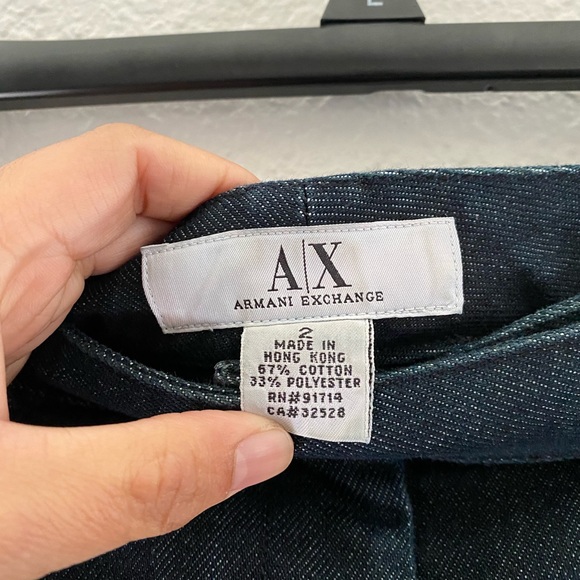 A|X
ARMANI EXCHANGE
2
MADE IN
HONG KONG
67% COTTON
33% POLYESTER
RN#91714
CA#32528